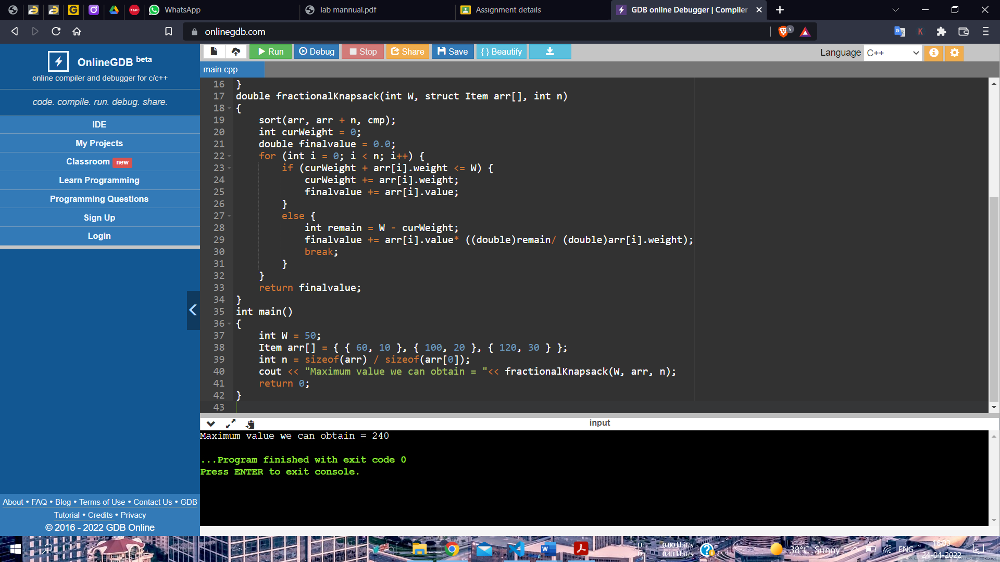 WhatsApp
lab mannual.pdf
Assignment details
GDB online Debugger | Compiler
onlinegdb.com
5
OnlineGDB beta
online compiler and debugger for c/c++
code. compile. run. debug. share.
IDE
My Projects
Classroom new
Learn Programming
Programming Questions
Sign Up
Login
About • FAQ • Blog • Terms of Use • Contact Us • GDB
Tutorial • Credits • Privacy
© 2016 - 2022 GDB Online
Run
Debug
Stop
Share
Save
{ } Beautify
Language C++
main.cpp
16 }
17 double fractionalKnapsack(int W, struct Item arr[], int n)
18 {
19     sort(arr, arr + n, cmp);
20     int curWeight = 0;
21     double finalvalue = 0.0;
22     for (int i = 0; i < n; i++) {
23         if (curWeight + arr[i].weight <= W) {
24             curWeight += arr[i].weight;
25             finalvalue += arr[i].value;
26         }
27         else {
28             int remain = W - curWeight;
29             finalvalue += arr[i].value* ((double)remain/ (double)arr[i].weight);
30             break;
31         }
32     }
33     return finalvalue;
34 }
35 int main()
36 {
37     int W = 50;
38     Item arr[] = { { 60, 10 }, { 100, 20 }, { 120, 30 } };
39     int n = sizeof(arr) / sizeof(arr[0]);
40     cout << "Maximum value we can obtain = "<< fractionalKnapsack(W, arr, n);
41     return 0;
42 }
43
input
Maximum value we can obtain = 240
...Program finished with exit code 0
Press ENTER to exit console.
U: 0.00 kbit/s
D: 0.43 kbit/s
38°C Sunny
ENG
16:03
24-04-2022